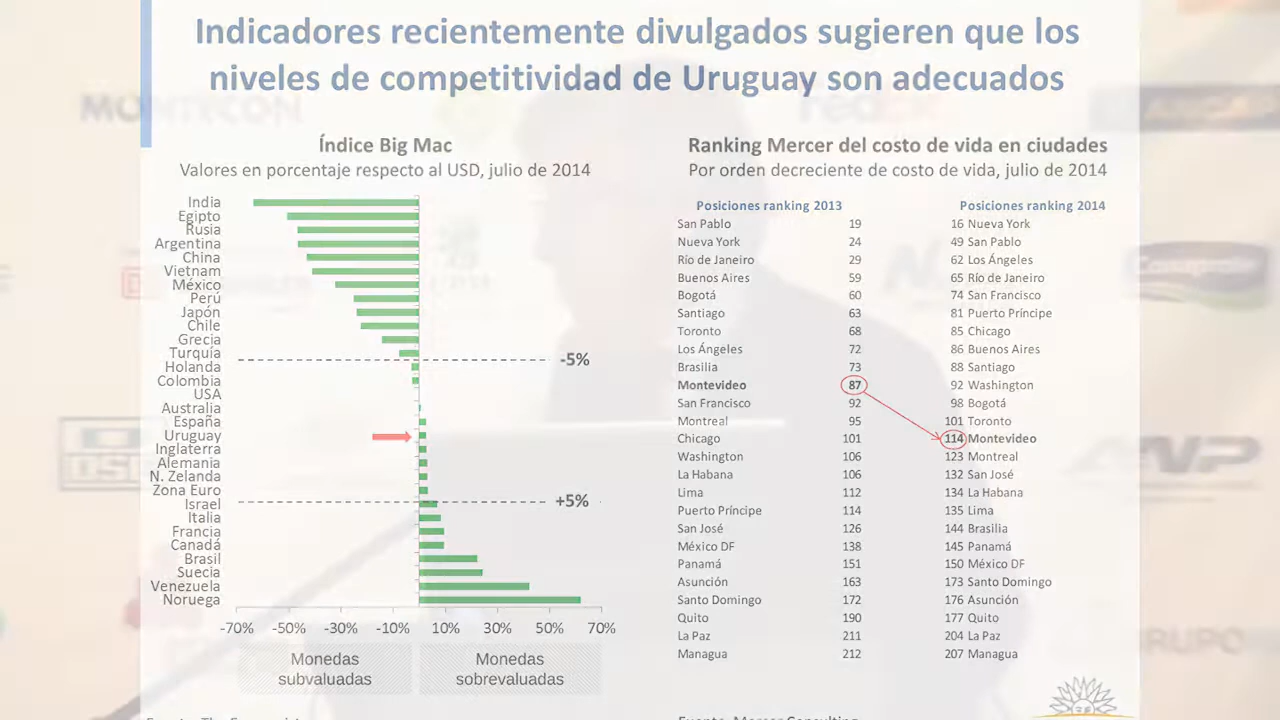 Indicadores recientemente divulgados sugieren que los
niveles de competitividad de Uruguay son adecuados
Índice Big Mac
Valores en porcentaje respecto al USD, julio de 2014
India
Egipto
Rusia
Argentina
China
Vietnam
México
Perú
Japón
Chile
Grecia
Turquía
-5%
Holanda
Colombia
USA
Australia
España
Uruguay
Inglaterra
Alemania
N. Zelanda
Zona Euro
+5%
Israel
Italia
Francia
Canadá
Brasil
Suecia
Venezuela
Noruega
-70% -50% -30% -10% 10% 30% 50% 70%
Monedas
subvaluadas
Monedas
sobrevaluadas
Ranking Mercer del costo de vida en ciudades
Por orden decreciente de costo de vida, julio de 2014
Posiciones ranking 2013 Posiciones ranking 2014
San Pablo 19 16 Nueva York
Nueva York 24 49 San Pablo
Río de Janeiro 29 62 Los Ángeles
Buenos Aires 59 65 Río de Janeiro
Bogotá 60 74 San Francisco
Santiago 63 81 Puerto Príncipe
Toronto 68 85 Chicago
Los Ángeles 72 86 Buenos Aires
Brasilia 73 88 Santiago
Montevideo 87 92 Washington
San Francisco 92 98 Bogotá
Montreal 95 101 Toronto
Chicago 101 114 Montevideo
Washington 106 123 Montreal
La Habana 106 132 San José
Lima 112 134 La Habana
Puerto Príncipe 114 135 Lima
San José 126 144 Brasilia
México DF 138 145 Panamá
Panamá 151 150 México DF
Asunción 163 173 Santo Domingo
Santo Domingo 172 176 Asunción
Quito 190 177 Quito
La Paz 211 204 La Paz
Managua 212 207 Managua
MONTECON
FedEx
GRUPO